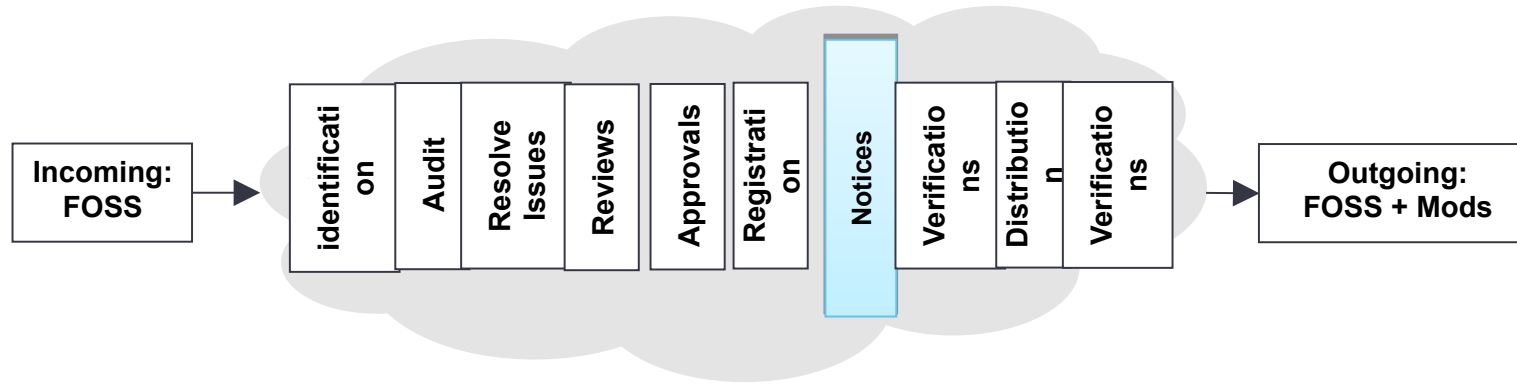 Incoming:
FOSS
identificati
on
Audit
Resolve
Issues
Reviews
Approvals
Registrati
on
Notices
Verificatio
ns
Distributio
n
Verificatio
ns
Outgoing:
FOSS + Mods